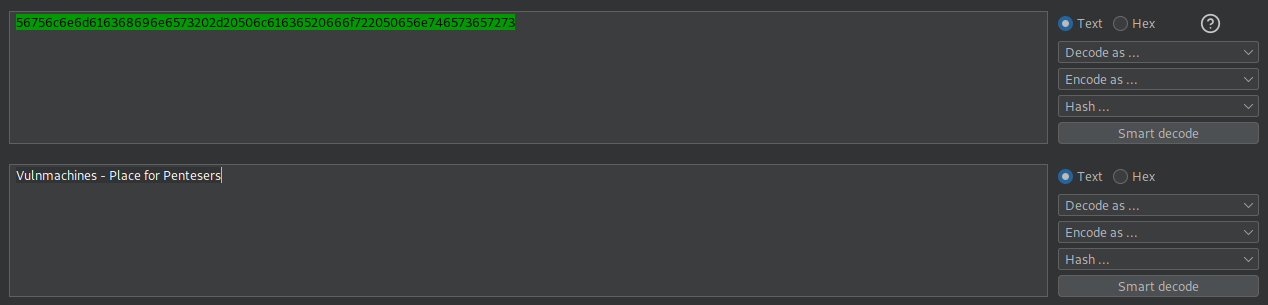 56756c6e6d616368696e6573202d20506c61636520666f722050656e746573657273
Text Hex ?
Decode as ...
Encode as ...
Hash ...
Smart decode
Vulnmachines - Place for Pentesers
Text Hex
Decode as ...
Encode as ...
Hash ...
Smart decode